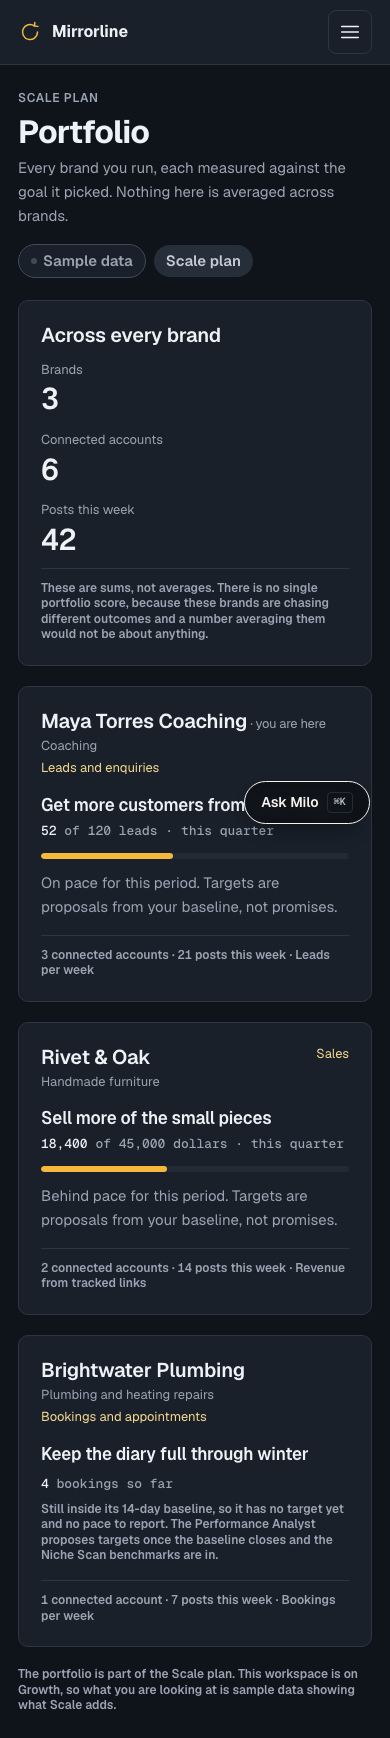 Mirrorline
SCALE PLAN
Portfolio
Every brand you run, each measured against the
goal it picked. Nothing here is averaged across
brands.
Sample data
Scale plan
Across every brand
Brands
3
Connected accounts
6
Posts this week
42
These are sums, not averages. There is no single
portfolio score, because these brands are chasing
different outcomes and a number averaging them
would not be about anything.
Maya Torres Coaching · you are here
Coaching
Leads and enquiries
Get more customers from
Ask Milo ⌘K
52 of 120 leads · this quarter
On pace for this period. Targets are
proposals from your baseline, not promises.
3 connected accounts · 21 posts this week · Leads
per week
Rivet & Oak
Sales
Handmade furniture
Sell more of the small pieces
18,400 of 45,000 dollars · this quarter
Behind pace for this period. Targets are
proposals from your baseline, not promises.
2 connected accounts · 14 posts this week · Revenue
from tracked links
Brightwater Plumbing
Plumbing and heating repairs
Bookings and appointments
Keep the diary full through winter
4 bookings so far
Still inside its 14-day baseline, so it has no target yet
and no pace to report. The Performance Analyst
proposes targets once the baseline closes and the
Niche Scan benchmarks are in.
1 connected account · 7 posts this week · Bookings
per week
The portfolio is part of the Scale plan. This workspace is on
Growth, so what you are looking at is sample data showing
what Scale adds.